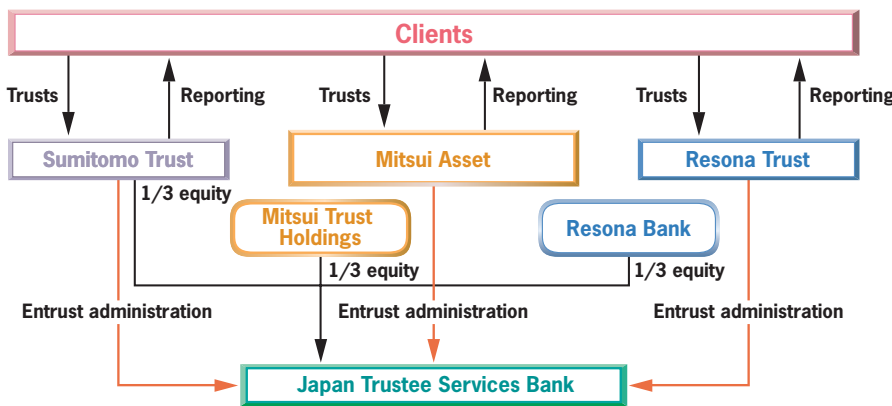 Clients
Trusts
Reporting
Trusts
Reporting
Trusts
Reporting
Sumitomo Trust
Mitsui Asset
Resona Trust
1/3 equity
Mitsui Trust
Holdings
Resona Bank
1/3 equity
1/3 equity
Entrust administration
Entrust administration
Entrust administration
Japan Trustee Services Bank